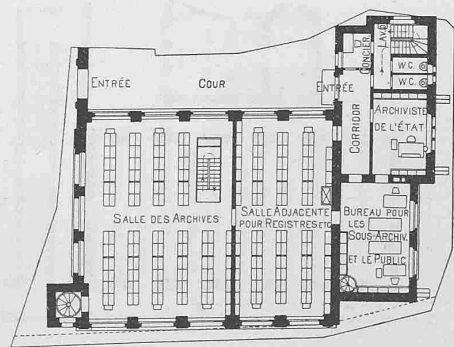 CONCIER.
LAV.
W.C.
W.C.
ENTRÉE
COUR
ENTRÉE
ARCHIVISTE
DE L'ÉTAT
CORRIDOR
SALLE DES ARCHIVES
SALLE ADJACENTE
POUR REGISTRES ETC
BUREAU POUR
LES
SOUS-ARCHIV.
ET LE PUBLIC